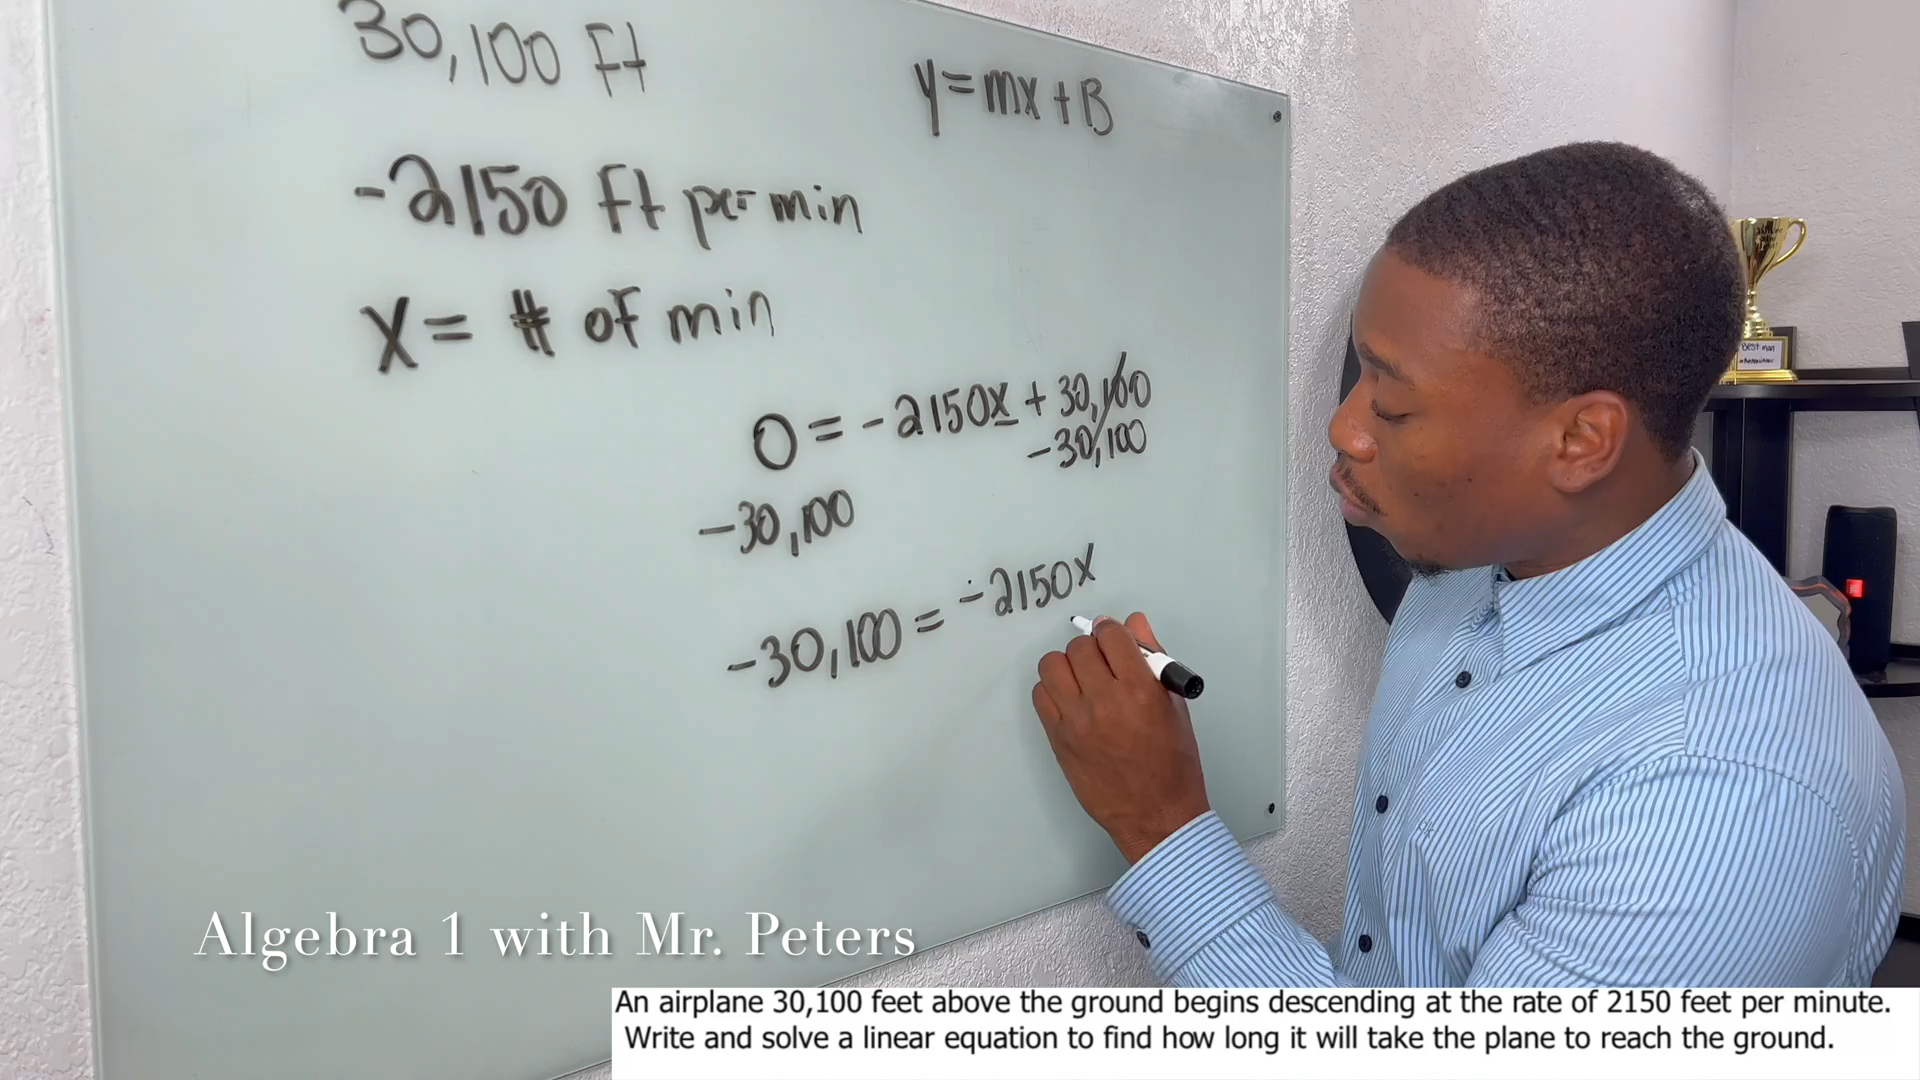 30,100 Ft
y=mx+B
-2150 Ft per min
X = # of min
0 = -2150x + 30,100
-30,100
-30,100
-30,100 = -2150x
Best man
Algebra 1 with Mr. Peters
An airplane 30,100 feet above the ground begins descending at the rate of 2150 feet per minute.
Write and solve a linear equation to find how long it will take the plane to reach the ground.